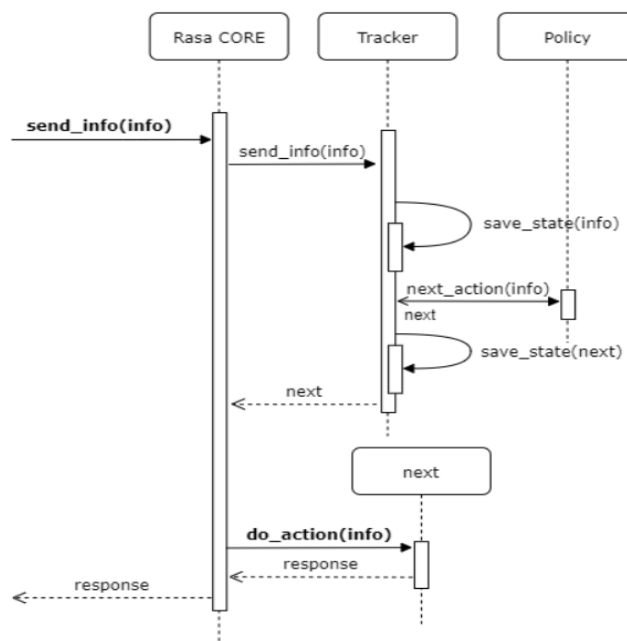 Rasa CORE
Tracker
Policy
send_info(info)
send_info(info)
save_state(info)
next_action(info)
next
save_state(next)
next
next
do_action(info)
response
response